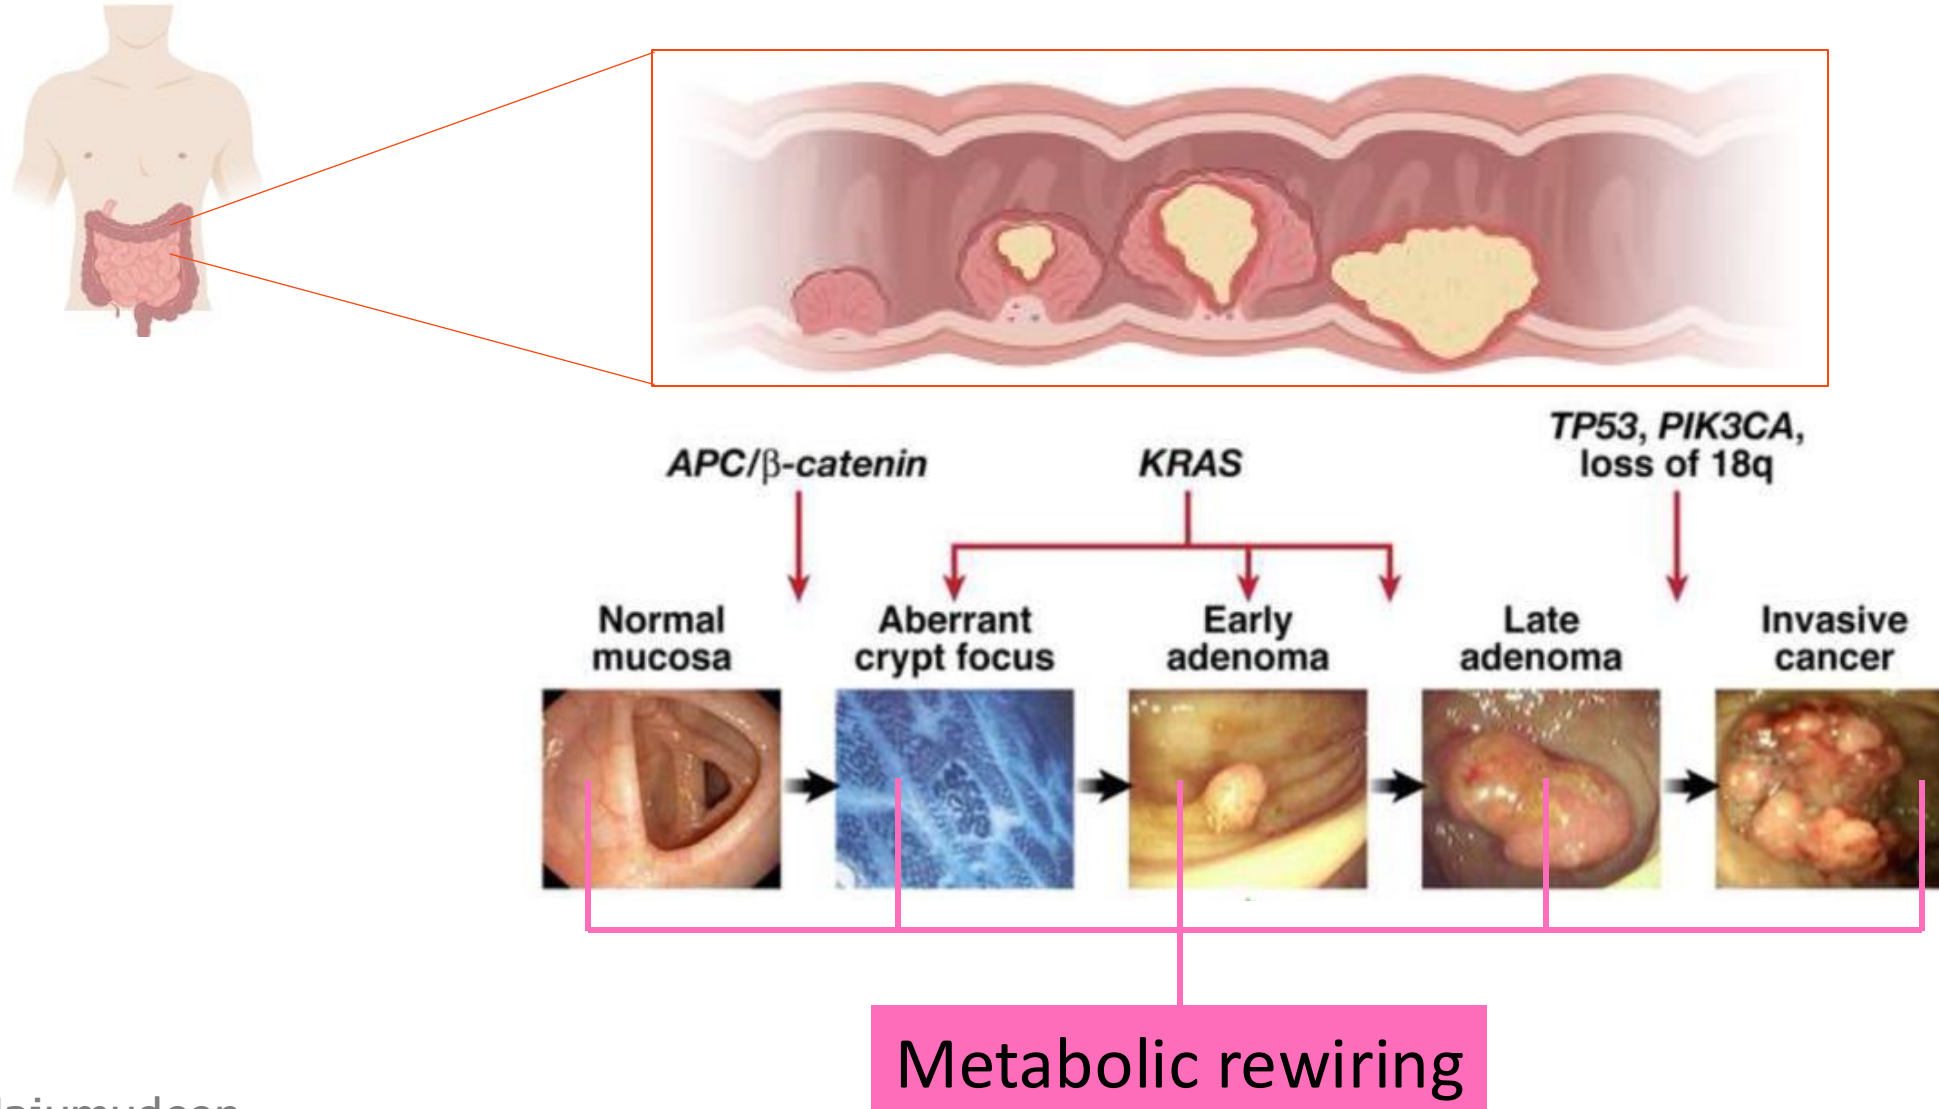 APC/β-catenin
KRAS
TP53, PIK3CA,
loss of 18q
Normal
mucosa
Aberrant
crypt focus
Early
adenoma
Late
adenoma
Invasive
cancer
Metabolic rewiring